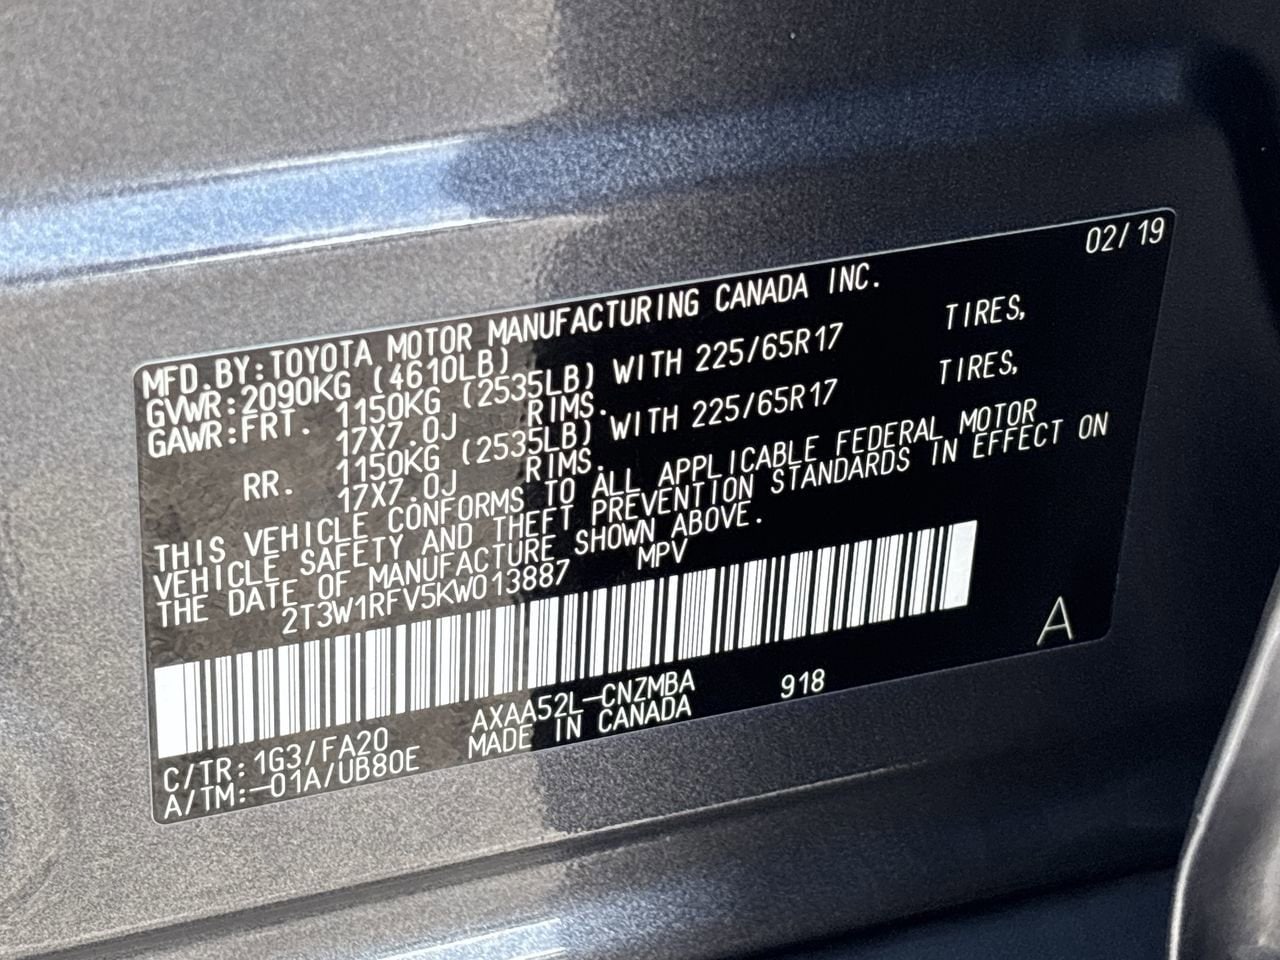 02/19
MFD.BY:TOYOTA MOTOR MANUFACTURING CANADA INC.
GVWR:2090KG (4610LB)
GAWR:FRT. 1150KG (2535LB) WITH 225/65R17 TIRES,
17X7.0J RIMS.
RR. 1150KG (2535LB) WITH 225/65R17 TIRES,
17X7.0J RIMS.
THIS VEHICLE CONFORMS TO ALL APPLICABLE FEDERAL MOTOR
VEHICLE SAFETY AND THEFT PREVENTION STANDARDS IN EFFECT ON
THE DATE OF MANUFACTURE SHOWN ABOVE.
2T3W1RFV5KW013887 MPV
A
C/TR:1G3/FA20 AXAA52L-CNZMBA 918
A/TM:-01A/UB80E MADE IN CANADA